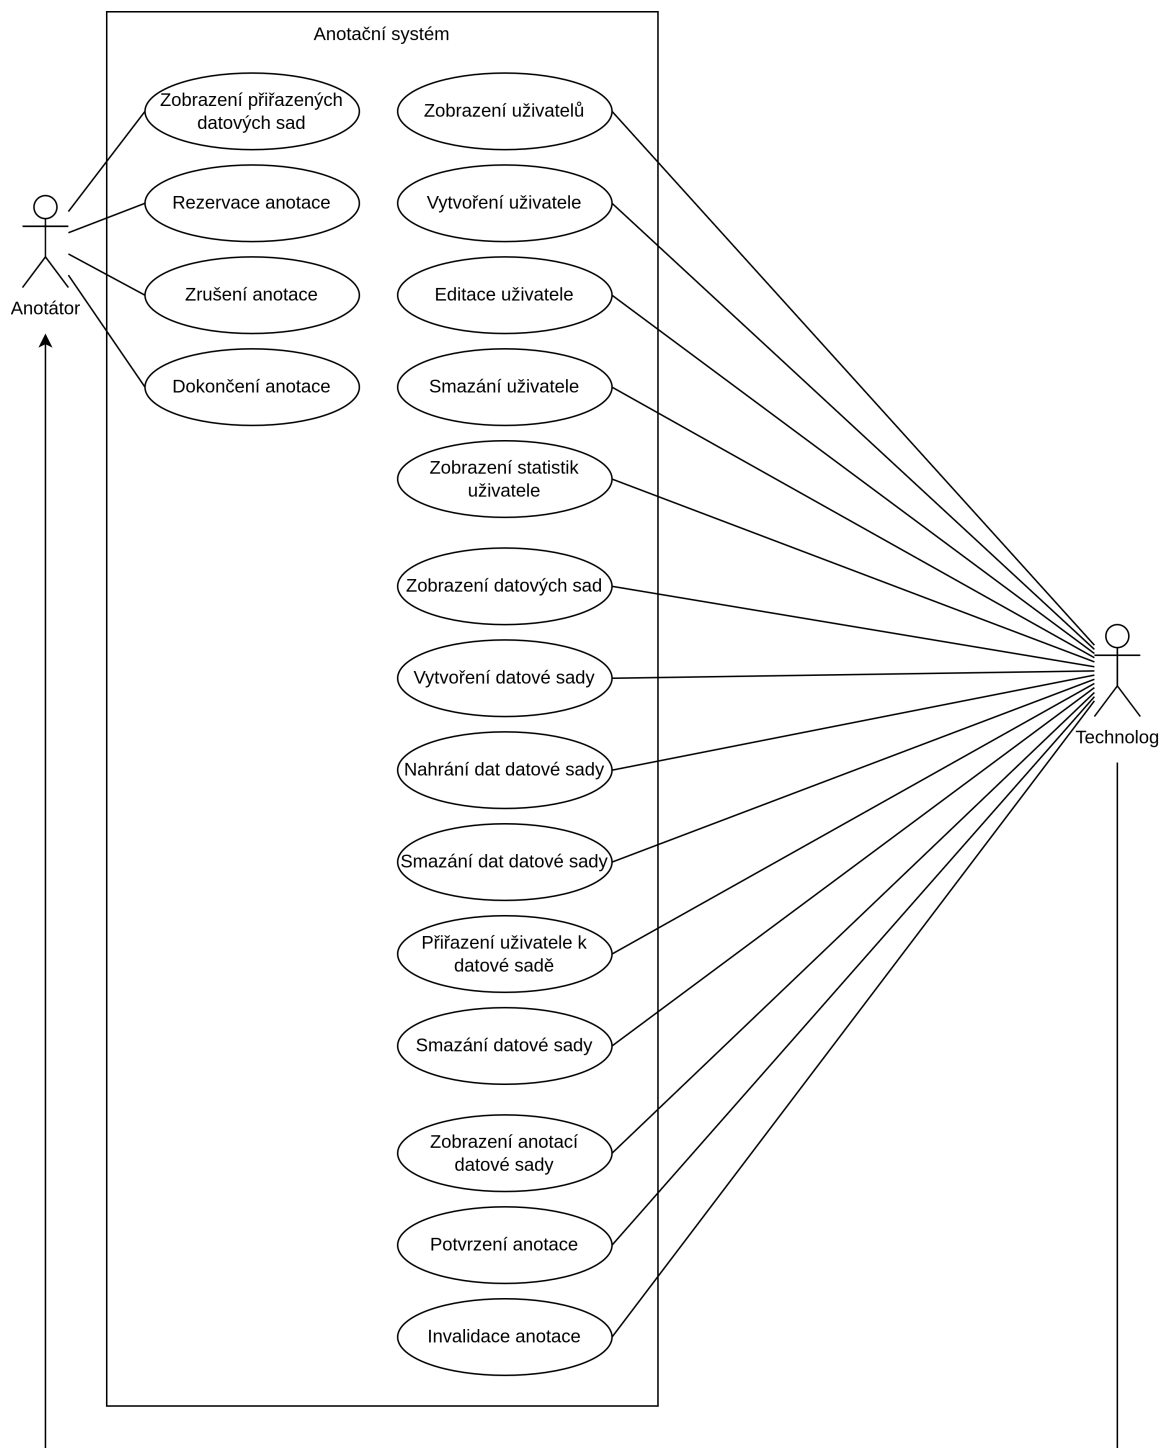 Anotační systém
Zobrazení přiřazených
datových sad
Rezervace anotace
Zrušení anotace
Dokončení anotace
Anotátor
Zobrazení uživatelů
Vytvoření uživatele
Editace uživatele
Smazání uživatele
Zobrazení statistik
uživatele
Zobrazení datových sad
Vytvoření datové sady
Nahrání dat datové sady
Smazání dat datové sady
Přiřazení uživatele k
datové sadě
Smazání datové sady
Zobrazení anotací
datové sady
Potvrzení anotace
Invalidace anotace
Technolog